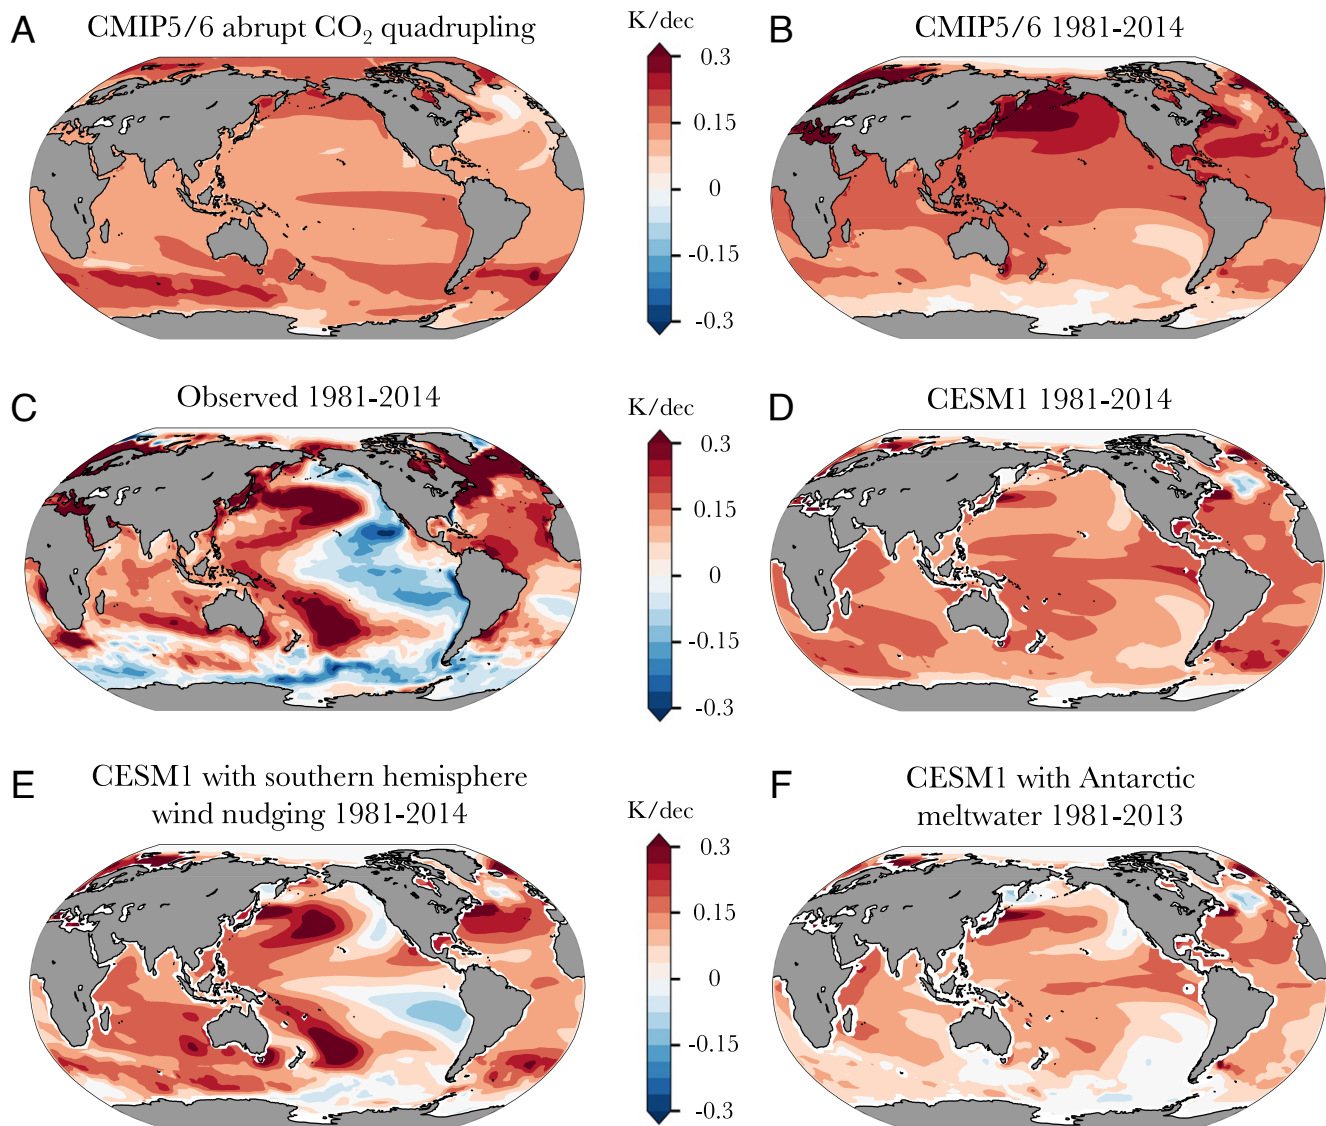 A
CMIP5/6 abrupt CO₂ quadrupling
K/dec
0.3
0.15
0
-0.15
-0.3
B
CMIP5/6 1981-2014
C
Observed 1981-2014
K/dec
0.3
0.15
0
-0.15
-0.3
D
CESM1 1981-2014
E
CESM1 with southern hemisphere
wind nudging 1981-2014
K/dec
0.3
0.15
0
-0.15
-0.3
F
CESM1 with Antarctic
meltwater 1981-2013